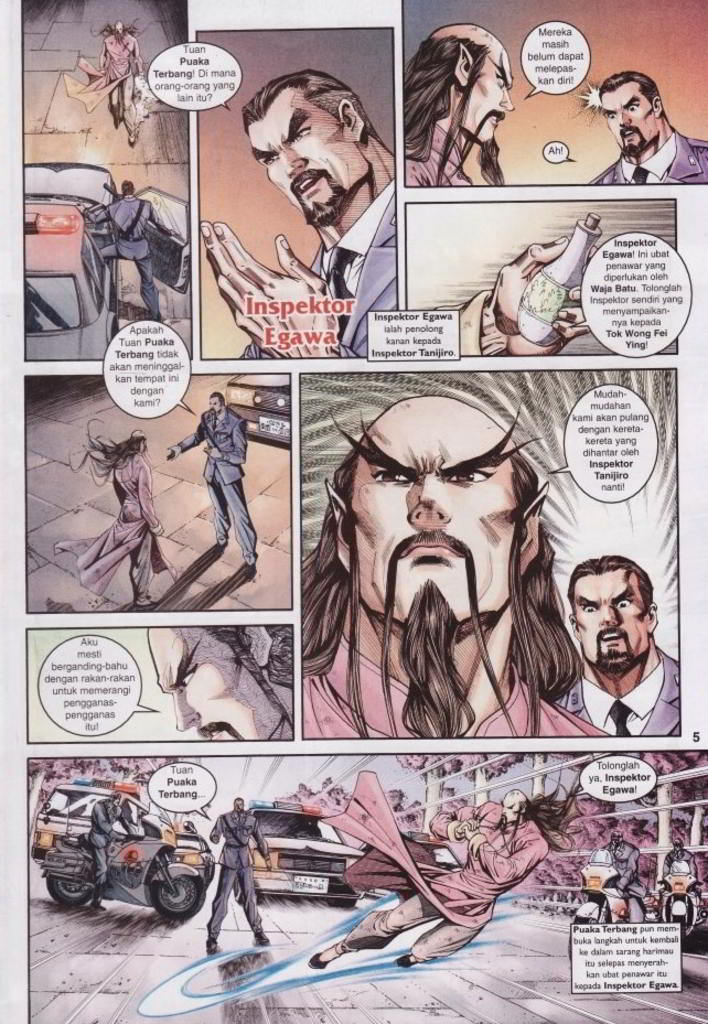 Tuan
Puaka
Terbang! Di mana
orang-orang yang
lain itu?
Inspektor
Egawa
Mereka
masih
belum dapat
melepas-
kan diri!
Ah!
Inspektor Egawa
ialah penolong
kanan kepada
Inspektor Tanijiro.
Inspektor
Egawa! Ini ubat
penawar yang
diperlukan oleh
Waja Batu. Tolonglah
Inspektor sendiri yang
menyampaikan-
nya kepada
Tok Wong Fei
Ying!
Apakah
Tuan Puaka
Terbang tidak
akan meninggal-
kan tempat ini
dengan
kami?
Mudah-
mudahan
kami akan pulang
dengan kereta-
kereta yang
dihantar oleh
Inspektor
Tanijiro
nanti!
Aku
mesti
berganding-bahu
dengan rakan-rakan
untuk memerangi
pengganas-
pengganas
itu!
5
Tuan
Puaka
Terbang...
Tolonglah
ya, Inspektor
Egawa!
Puaka Terbang pun mem-
buka langkah untuk kembali
ke dalam sarang harimau
itu selepas menyerah-
kan ubat penawar itu
kepada Inspektor Egawa.